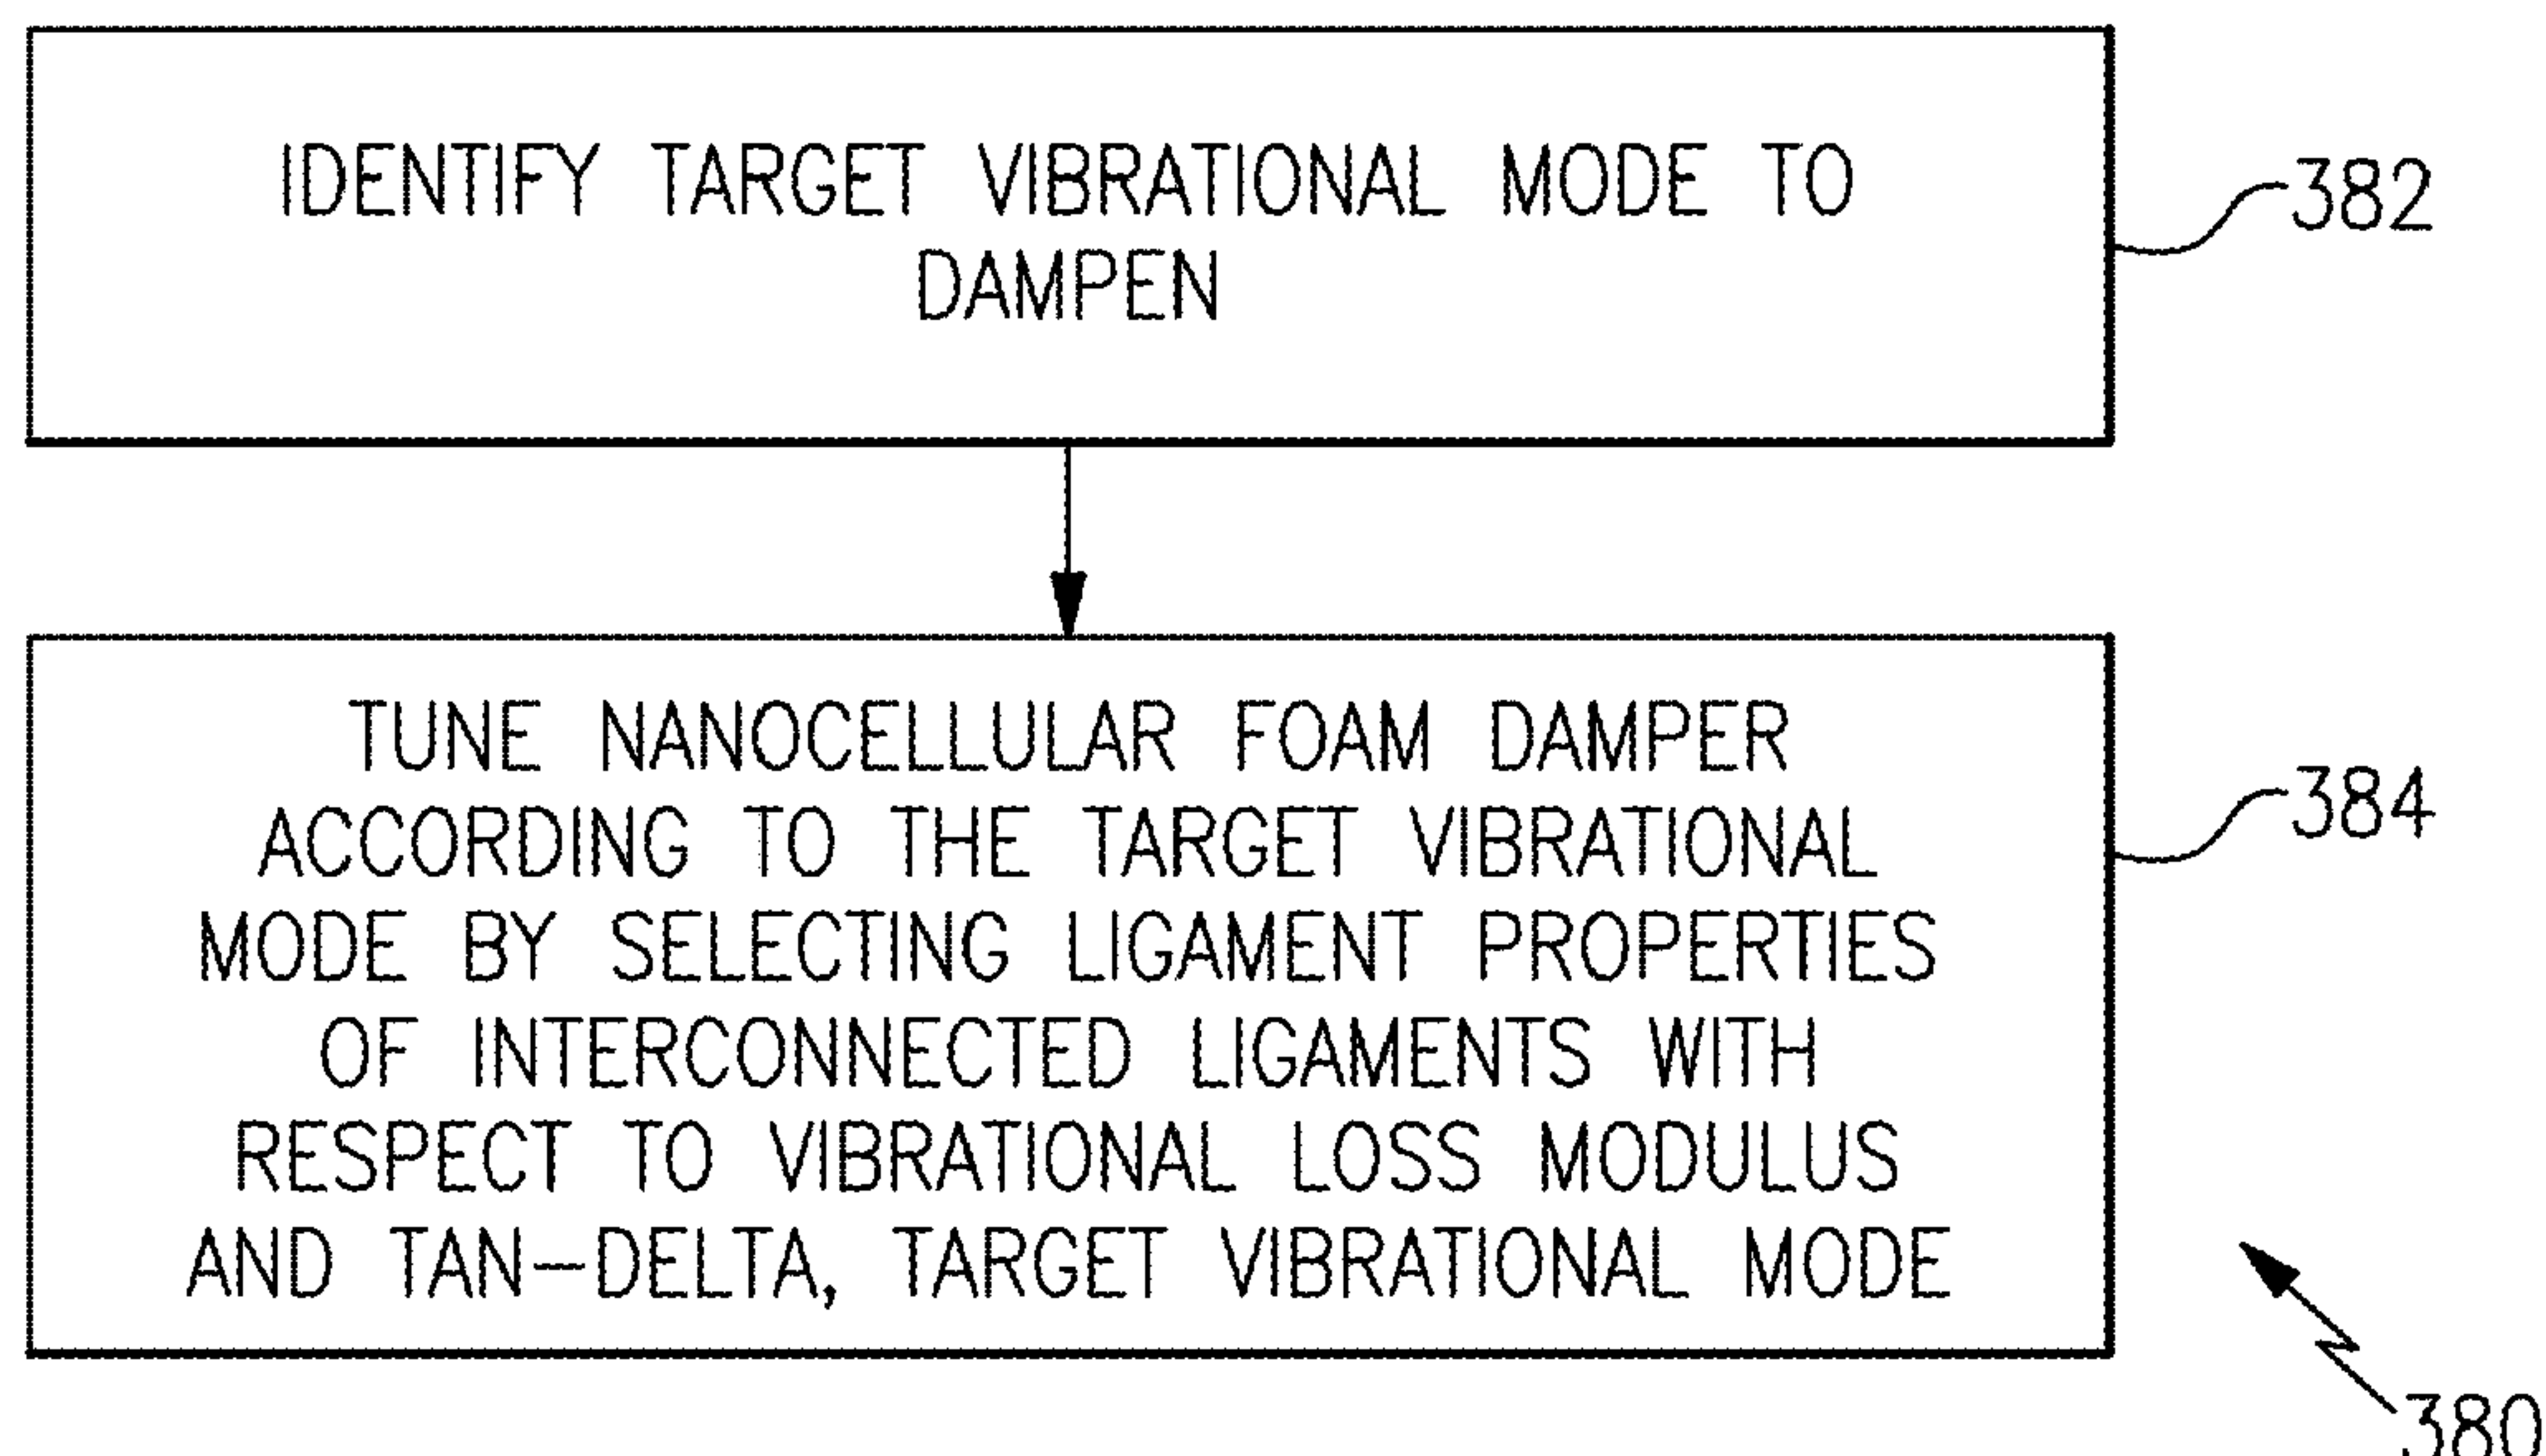 IDENTIFY TARGET VIBRATIONAL MODE TO
DAMPEN
382
TUNE NANOCELLULAR FOAM DAMPER
ACCORDING TO THE TARGET VIBRATIONAL
MODE BY SELECTING LIGAMENT PROPERTIES
OF INTERCONNECTED LIGAMENTS WITH
RESPECT TO VIBRATIONAL LOSS MODULUS
AND TAN-DELTA, TARGET VIBRATIONAL MODE
384
380